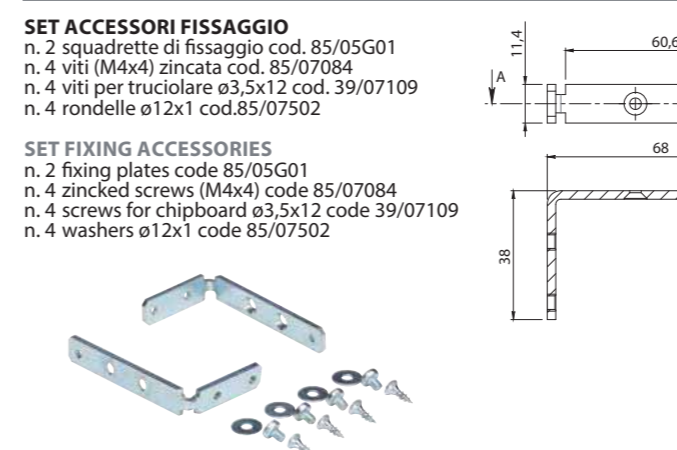 SET ACCESSORI FISSAGGIO
n. 2 squadrette di fissaggio cod. 85/05G01
n. 4 viti (M4x4) zincata cod. 85/07084
n. 4 viti per truciolare ø3,5x12 cod. 39/07109
n. 4 rondelle ø12x1 cod.85/07502
SET FIXING ACCESSORIES
n. 2 fixing plates code 85/05G01
n. 4 zincked screws (M4x4) code 85/07084
n. 4 screws for chipboard ø3,5x12 code 39/07109
n. 4 washers ø12x1 code 85/07502
11,4
60,6
A
68
38